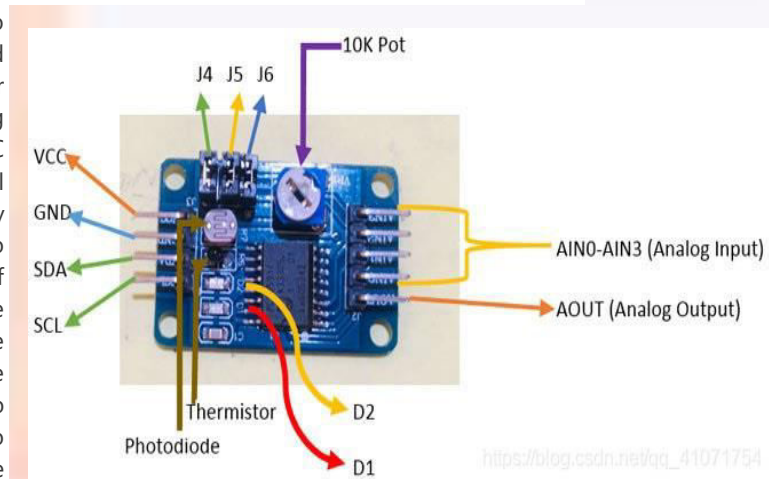 10K Pot
J4 J5 J6
VCC
GND
SDA
SCL
AIN0-AIN3 (Analog Input)
AOUT (Analog Output)
Thermistor
D2
Photodiode
D1
https://blog.csdn.net/qq_41071754